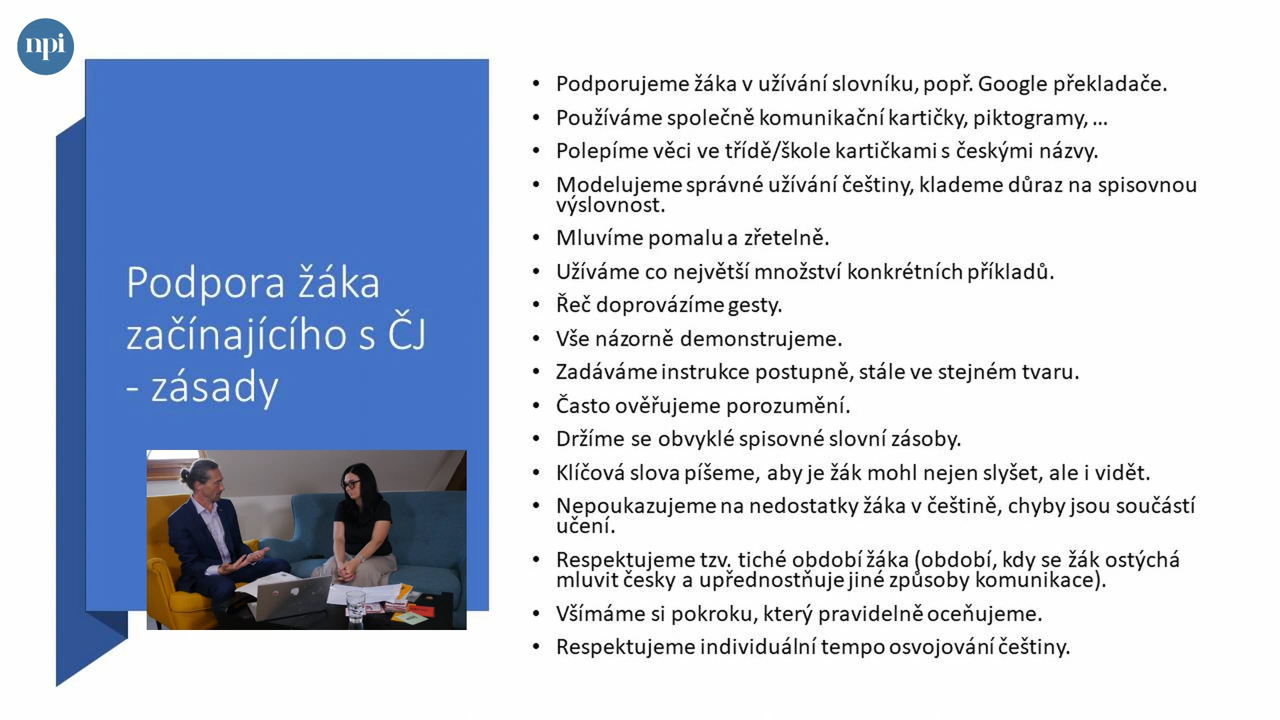 npi
Podpora žáka
začínajícího s ČJ
- zásady
• Podporujeme žáka v užívání slovníku, popř. Google překladače.
• Používáme společně komunikační kartičky, piktogramy, ...
• Polepíme věci ve třídě/škole kartičkami s českými názvy.
• Modelujeme správné užívání češtiny, klademe důraz na spisovnou
výslovnost.
• Mluvíme pomalu a zřetelně.
• Užíváme co největší množství konkrétních příkladů.
• Řeč doprovázíme gesty.
• Vše názorně demonstrujeme.
• Zadáváme instrukce postupně, stále ve stejném tvaru.
• Často ověřujeme porozumění.
• Držíme se obvyklé spisovné slovní zásoby.
• Klíčová slova píšeme, aby je žák mohl nejen slyšet, ale i vidět.
• Nepoukazujeme na nedostatky žáka v češtině, chyby jsou součástí
učení.
• Respektujeme tzv. tiché období žáka (období, kdy se žák ostýchá
mluvit česky a upřednostňuje jiné způsoby komunikace).
• Všímáme si pokroku, který pravidelně oceňujeme.
• Respektujeme individuální tempo osvojování češtiny.